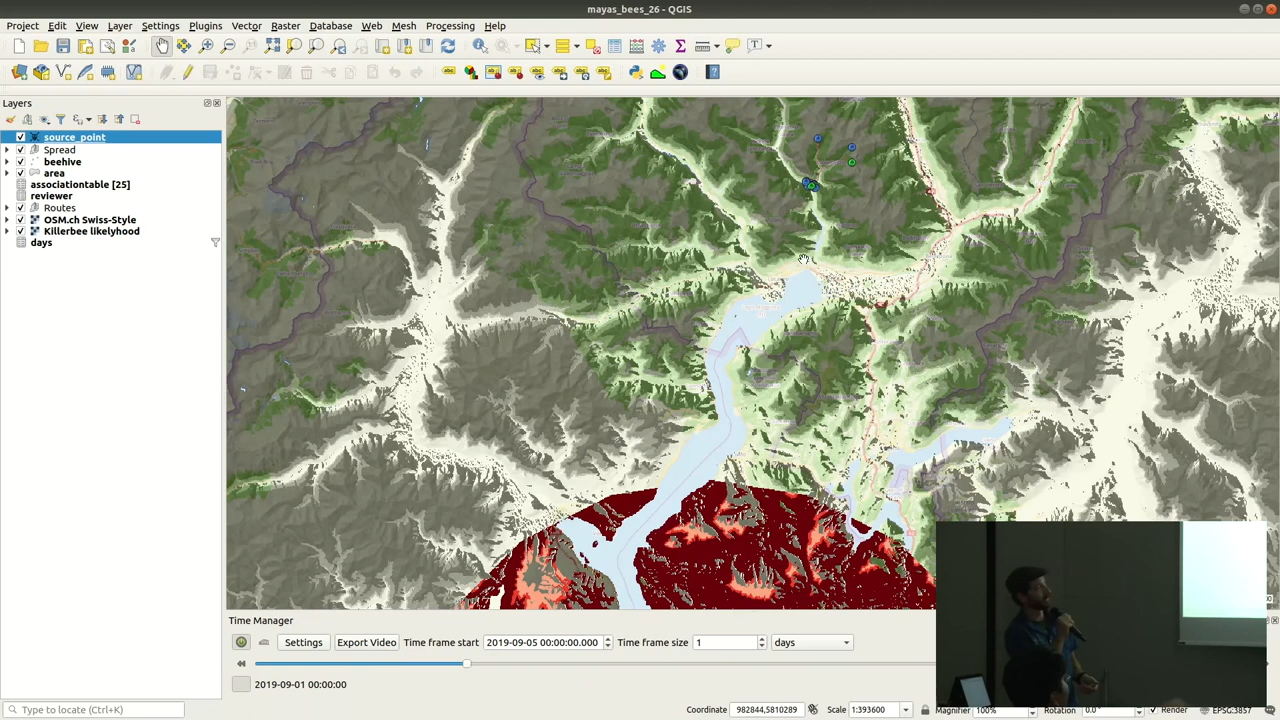 mayas_bees_26 - QGIS
Project Edit View Layer Settings Plugins Vector Raster Database Web Mesh Processing Help
Layers
source_point
Spread
beehive
area
associationtable [25]
reviewer
Routes
OSM.ch Swiss-Style
Killerbee likelyhood
days
Time Manager
Settings Export Video Time frame start 2019-09-05 00:00:00.000 Time frame size 1 days
2019-09-01 00:00:00
Type to locate (Ctrl+K) Coordinate 982844,5810289 Scale 1:393600 Magnifier 100% Rotation 0.0° Render EPSG:3857